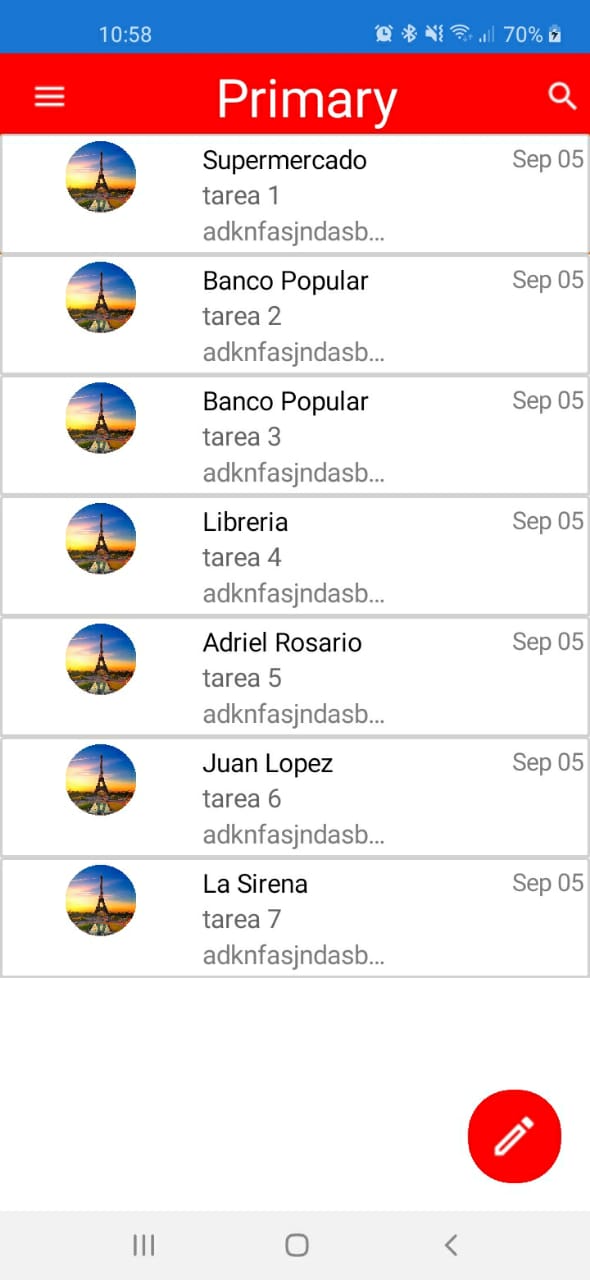 10:58 70%
Primary
Supermercado Sep 05
tarea 1
adknfasjndasb...
Banco Popular Sep 05
tarea 2
adknfasjndasb...
Banco Popular Sep 05
tarea 3
adknfasjndasb...
Libreria Sep 05
tarea 4
adknfasjndasb...
Adriel Rosario Sep 05
tarea 5
adknfasjndasb...
Juan Lopez Sep 05
tarea 6
adknfasjndasb...
La Sirena Sep 05
tarea 7
adknfasjndasb...